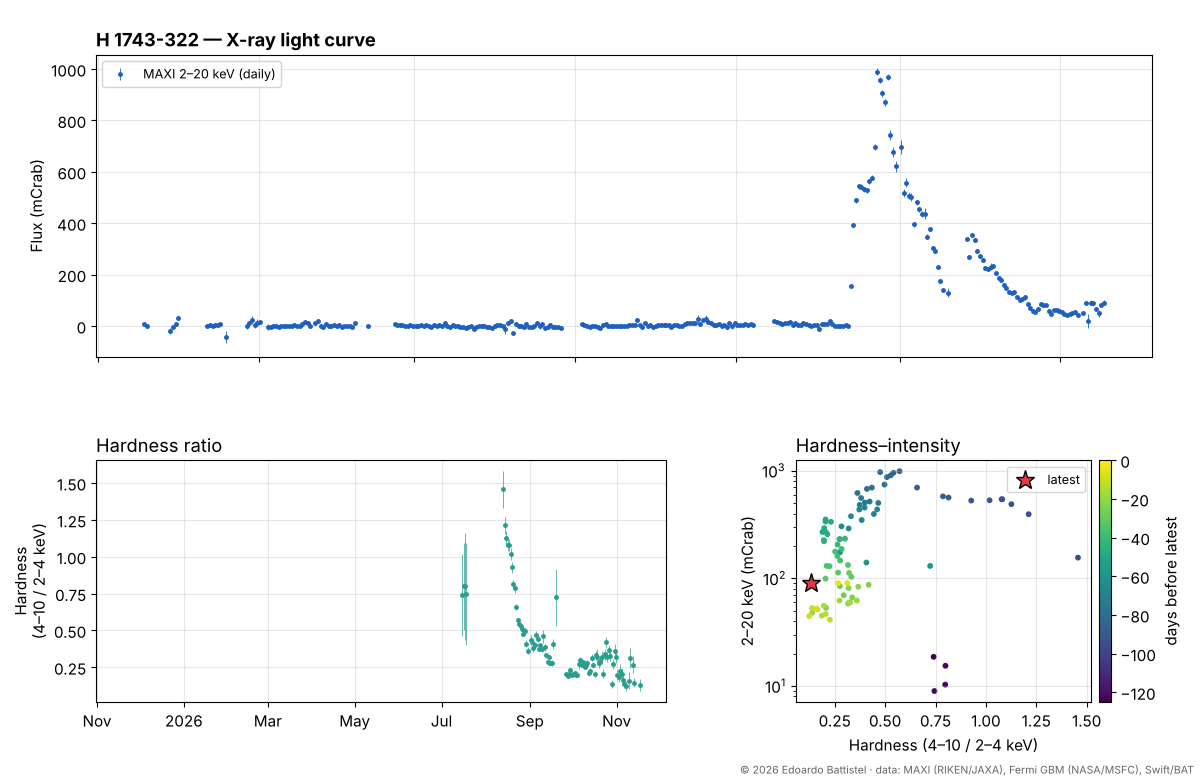 H 1743-322 — X-ray light curve
MAXI 2–20 keV (daily)
Flux (mCrab)
1000
800
600
400
200
0
Hardness ratio
Hardness
(4–10 / 2–4 keV)
1.50
1.25
1.00
0.75
0.50
0.25
Nov 2026 Mar May Jul Sep Nov
Hardness–intensity
latest
2–20 keV (mCrab)
10³
10²
10¹
0.25 0.50 0.75 1.00 1.25 1.50
Hardness (4–10 / 2–4 keV)
0
−20
−40
−60
−80
−100
−120
days before latest
© 2026 Edoardo Battistel · data: MAXI (RIKEN/JAXA), Fermi GBM (NASA/MSFC), Swift/BAT